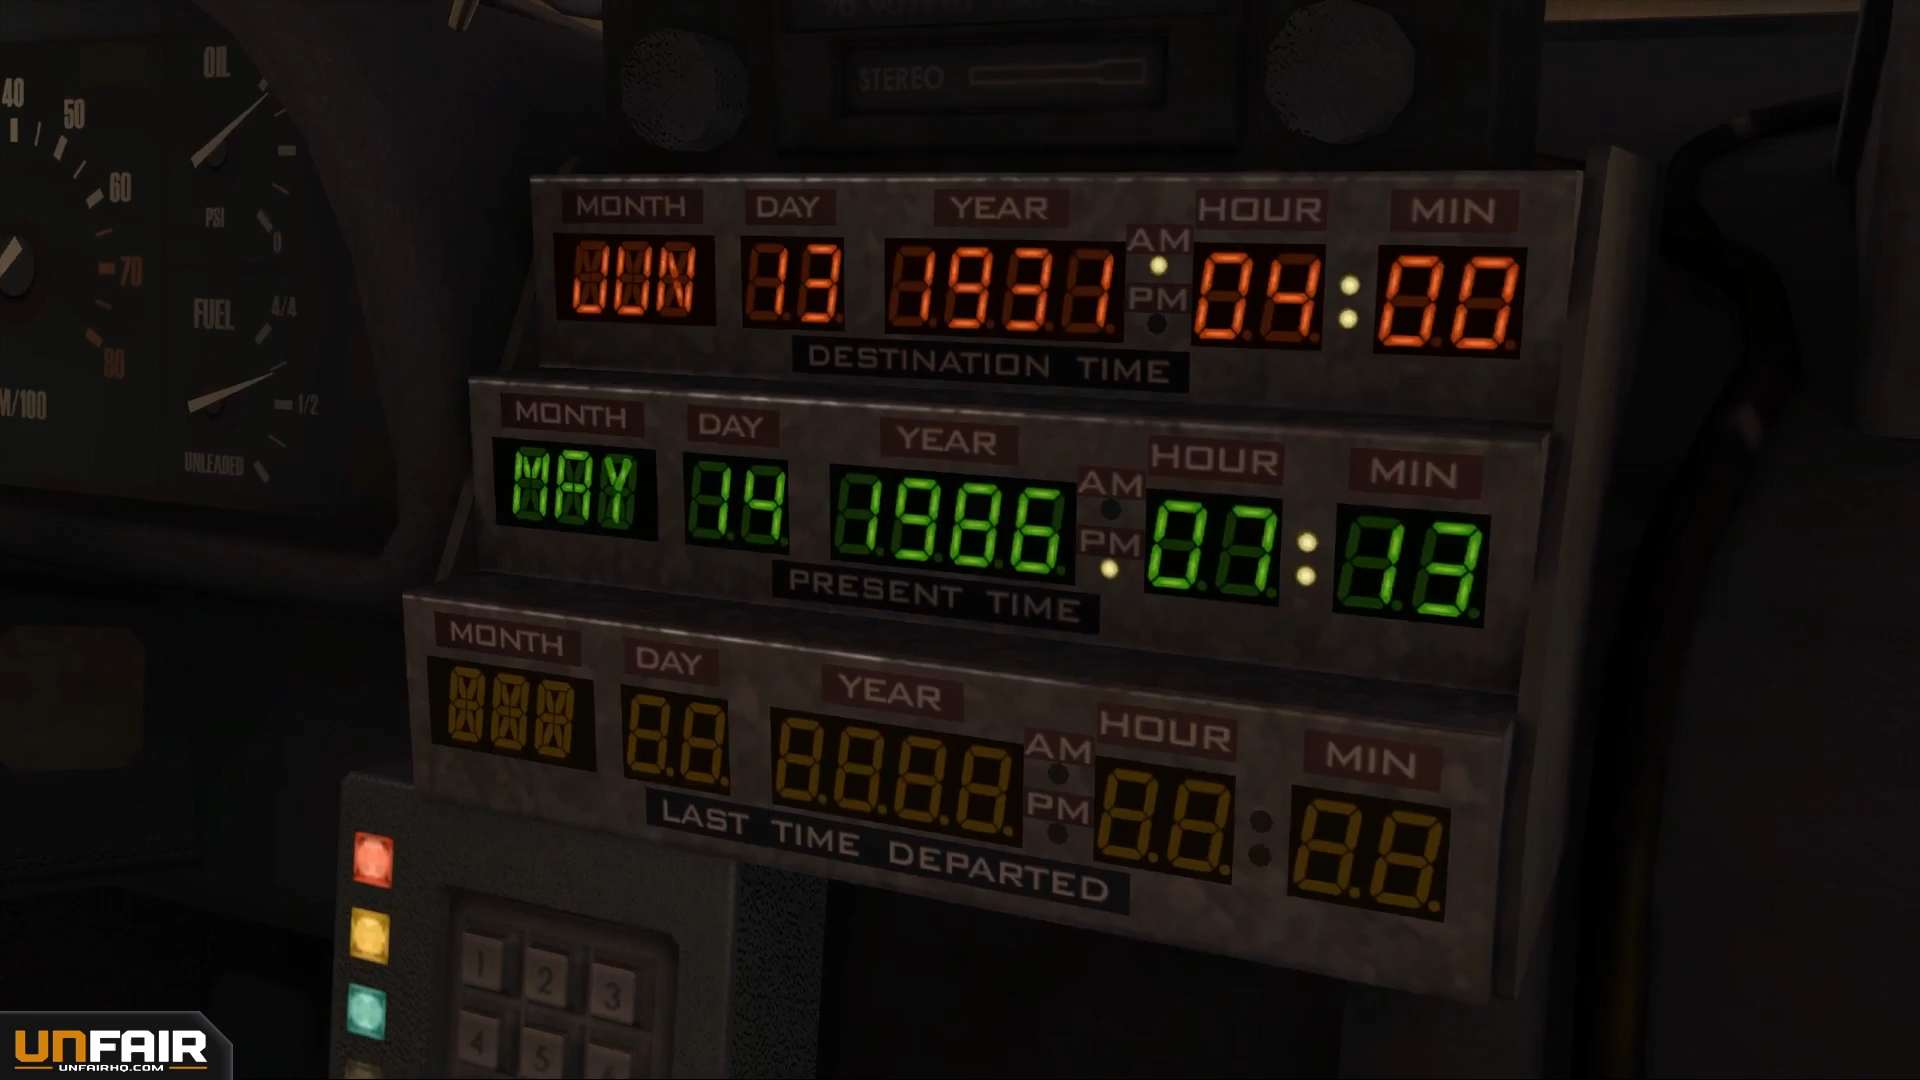 STEREO
40
50
60
70
80
OIL
PSI
0
FUEL
4/4
1/2
UNLEADED
M/100
MONTH DAY YEAR AM PM HOUR MIN
JUN 13 1931 04:00
DESTINATION TIME
MONTH DAY YEAR AM PM HOUR MIN
MAY 14 1986 07:13
PRESENT TIME
MONTH DAY YEAR AM PM HOUR MIN
LAST TIME DEPARTED
1 2 3
4 5
UNFAIR
UNFAIRHQ.COM